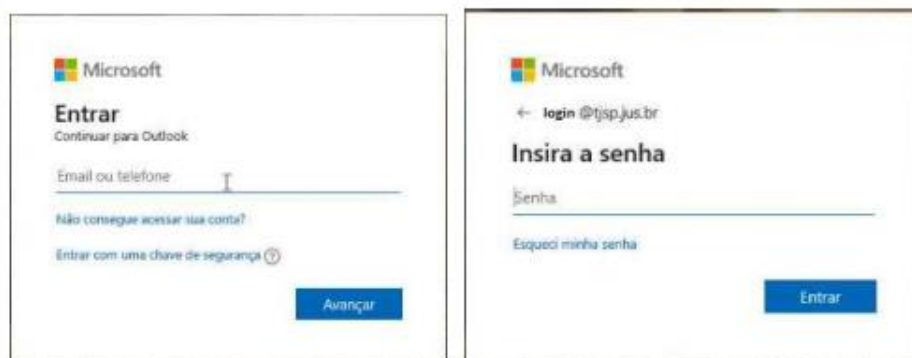 Microsoft
Entrar
Continuar para Outlook
Email ou telefone
Não consegue acessar sua conta?
Entrar com uma chave de segurança ?
Avançar
Microsoft
← login @tjsp.jus.br
Insira a senha
Senha
Esqueci minha senha
Entrar